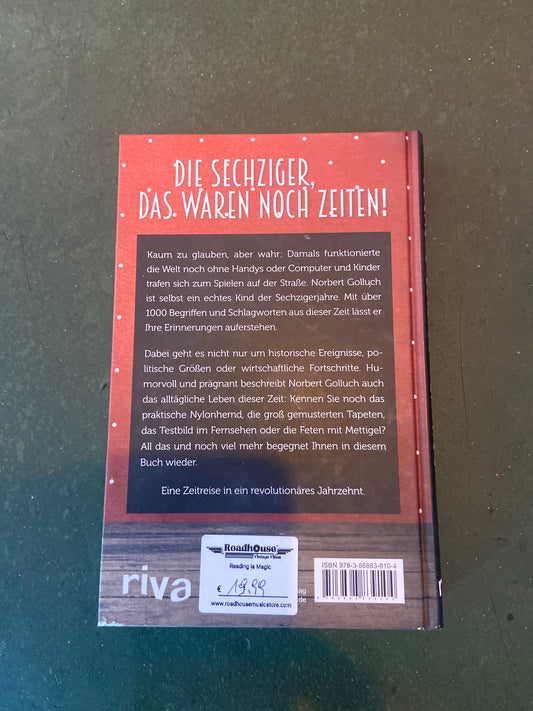 DIE SECHZIGER,
DAS WAREN NOCH ZEITEN!
Kaum zu glauben, aber wahr: Damals funktionierte
die Welt noch ohne Handys oder Computer und Kinder
trafen sich zum Spielen auf der Straße. Norbert Golluch
ist selbst ein echtes Kind der Sechzigerjahre. Mit über
1000 Begriffen und Schlagworten aus dieser Zeit lässt er
Ihre Erinnerungen auferstehen.
Dabei geht es nicht nur um historische Ereignisse, po-
litische Größen oder wirtschaftliche Fortschritte. Hu-
morvoll und prägnant beschreibt Norbert Golluch auch
das alltägliche Leben dieser Zeit: Kennen Sie noch das
praktische Nylonhemd, die groß gemusterten Tapeten,
das Testbild im Fernsehen oder die Feten mit Mettigel?
All das und noch viel mehr begegnet Ihnen in diesem
Buch wieder.
Eine Zeitreise in ein revolutionäres Jahrzehnt.
riva
RoadhOuse
Vintage Vibes
Reading is Magic
€ 19,99
www.roadhousemusicstore.com
ag
de
ISBN 978-3-86883-910-4